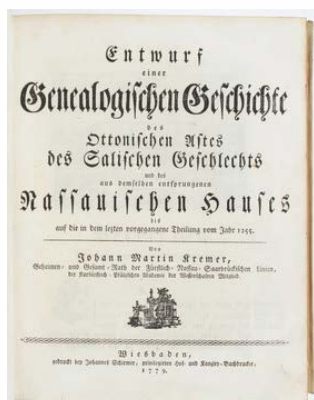 Entwurf
einer
Genealogischen Geschichte
des
Ottonischen Astes
des Salischen Geschlechts
und des
aus demselben entsprungenen
Nassauischen Hauses
bis
auf die in dem lezten vorgegangene Theilung vom Jahr 1255.
Von
Johann Martin Kremer,
Geheimen- und Gesamt-Rath der Fürstlich-Nassau-Saarbrückischen Linien,
der Kurfürstlich-Pfälzischen Akademie der Wissenschaften Mitglied.
Wiesbaden,
gedruckt bey Johannes Schirmer, privilegirten Hof- und Kanzley-Buchdrucker,
1779.